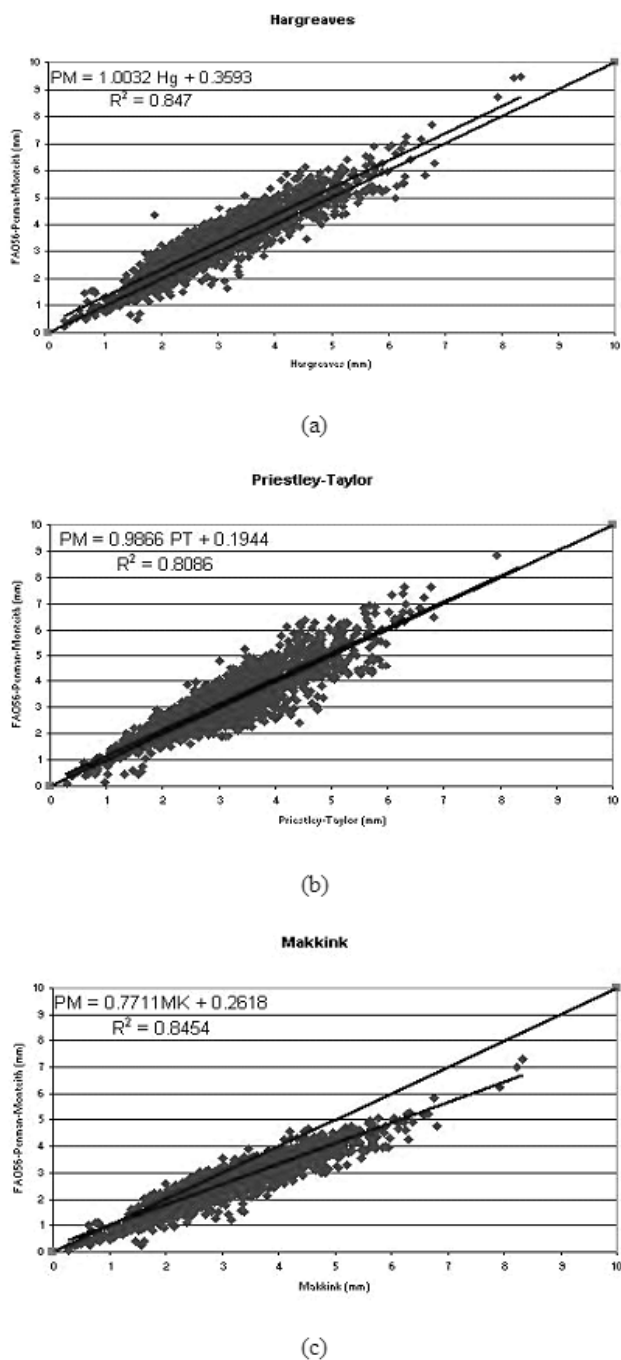 Hargreaves
PM = 1.0032 Hg + 0.3593
R² = 0.847
10
9
8
7
6
5
4
3
2
1
0
FAO56-Penman-Monteith (mm)
0 1 2 3 4 5 6 7 8 9 10
Hargreaves (mm)
(a)
Priestley-Taylor
PM = 0.9866 PT + 0.1944
R² = 0.8086
10
9
8
7
6
5
4
3
2
1
0
FAO56-Penman-Monteith (mm)
0 1 2 3 4 5 6 7 8 9 10
Priestley-Taylor (mm)
(b)
Makkink
PM = 0.7711MK + 0.2618
R² = 0.8454
10
9
8
7
6
5
4
3
2
1
0
FAO56-Penman-Monteith (mm)
0 1 2 3 4 5 6 7 8 9 10
Makkink (mm)
(c)